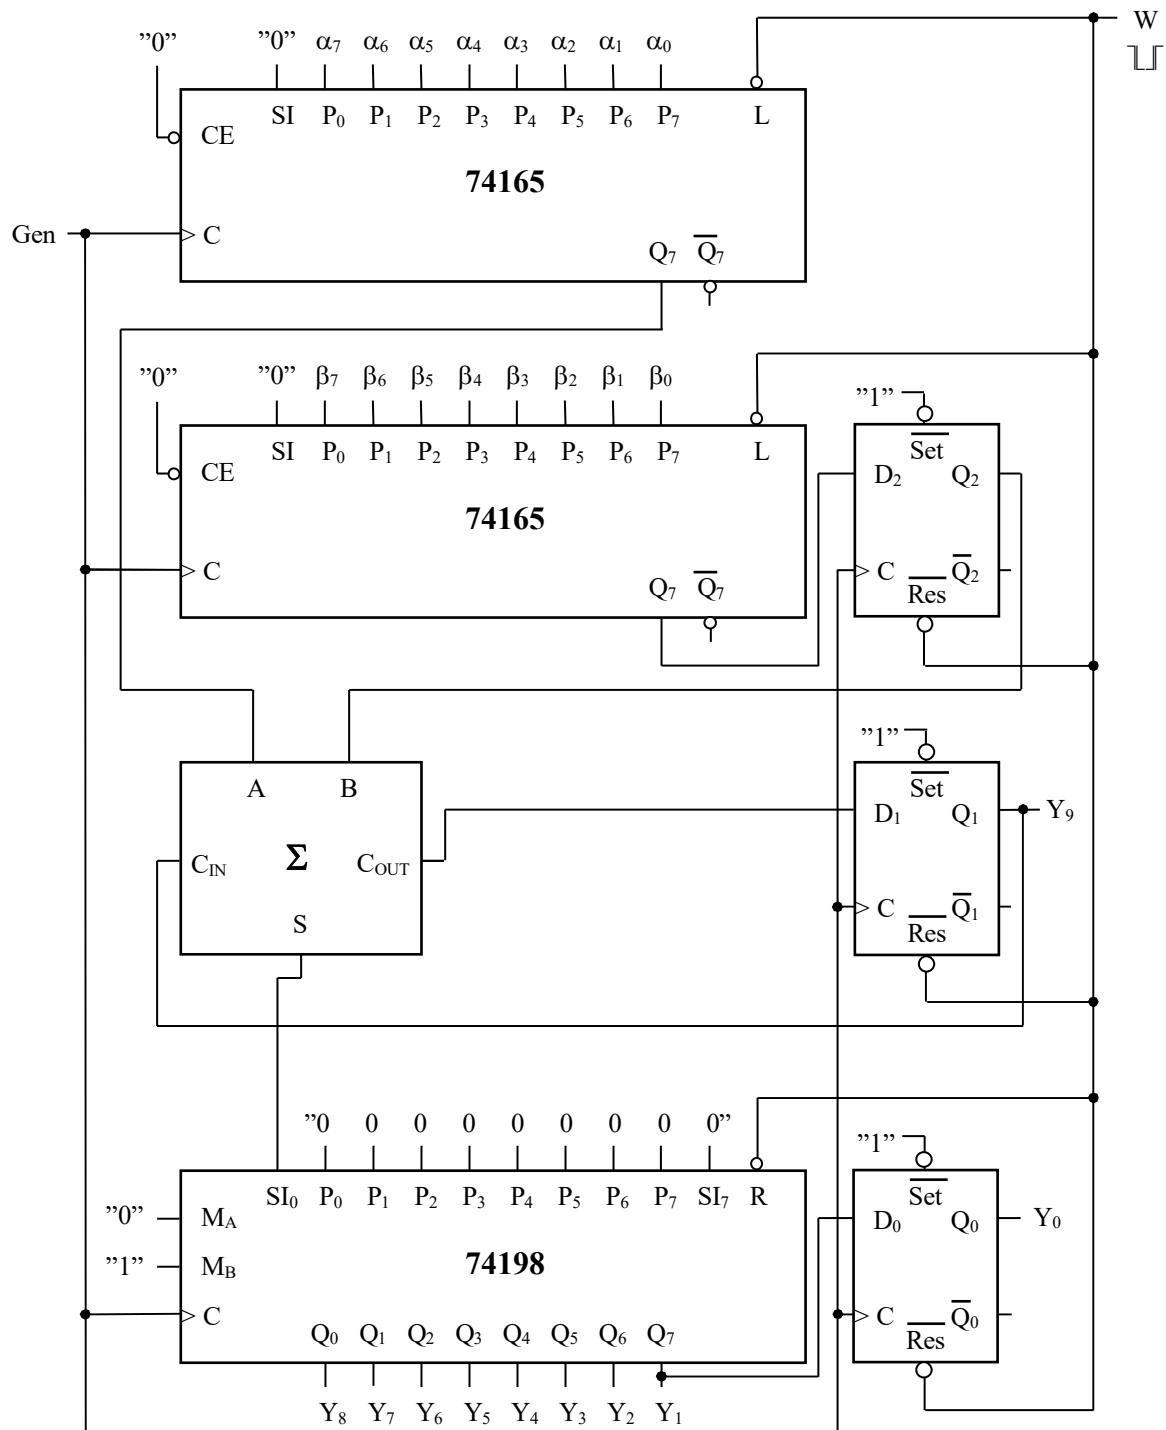 W
"0" "0" α7 α6 α5 α4 α3 α2 α1 α0
SI P0 P1 P2 P3 P4 P5 P6 P7 L
CE
74165
Gen C
Q7 Q̅7
"0" "0" β7 β6 β5 β4 β3 β2 β1 β0
SI P0 P1 P2 P3 P4 P5 P6 P7 L
CE
74165
C
Q7 Q̅7
"1"
Set
D2 Q2
C Q̅2
Res
A B
CIN Σ COUT
S
"1"
Set
D1 Q1 Y9
C Q̅1
Res
"0 0 0 0 0 0 0 0 0"
SI0 P0 P1 P2 P3 P4 P5 P6 P7 SI7 R
"0" MA
74198
"1" MB
C
Q0 Q1 Q2 Q3 Q4 Q5 Q6 Q7
Y8 Y7 Y6 Y5 Y4 Y3 Y2 Y1
"1"
Set
D0 Q0 Y0
C Q̅0
Res